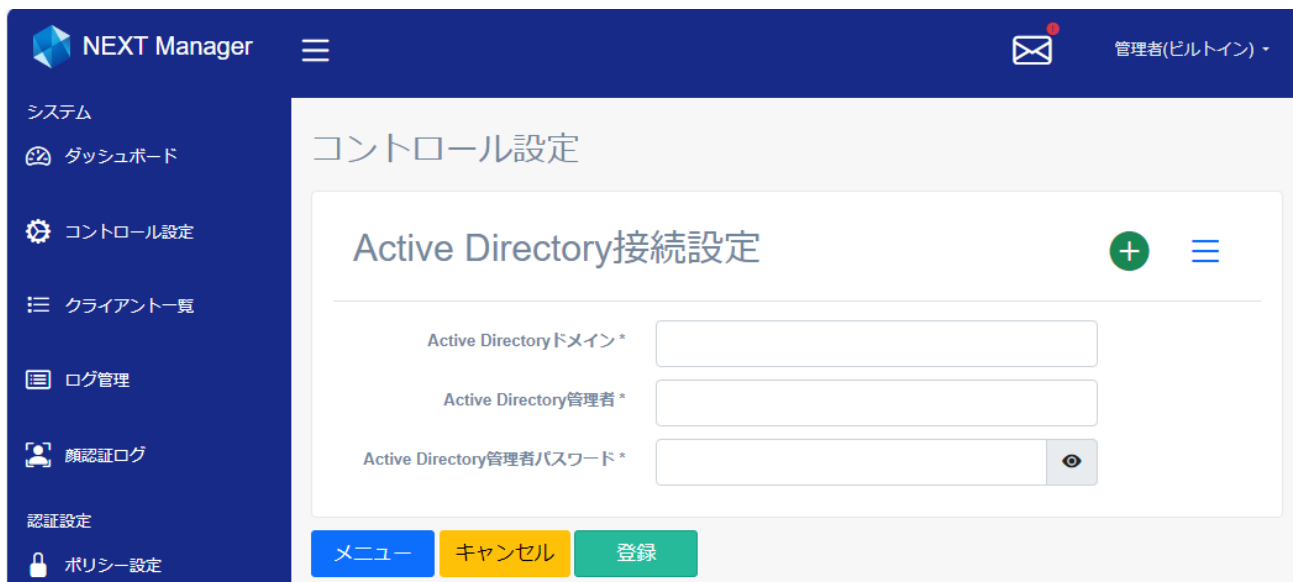 NEXT Manager
管理者(ビルトイン)
システム
ダッシュボード
コントロール設定
クライアント一覧
ログ管理
顔認証ログ
認証設定
ポリシー設定
コントロール設定
Active Directory接続設定
Active Directoryドメイン *
Active Directory管理者 *
Active Directory管理者パスワード *
メニュー
キャンセル
登録